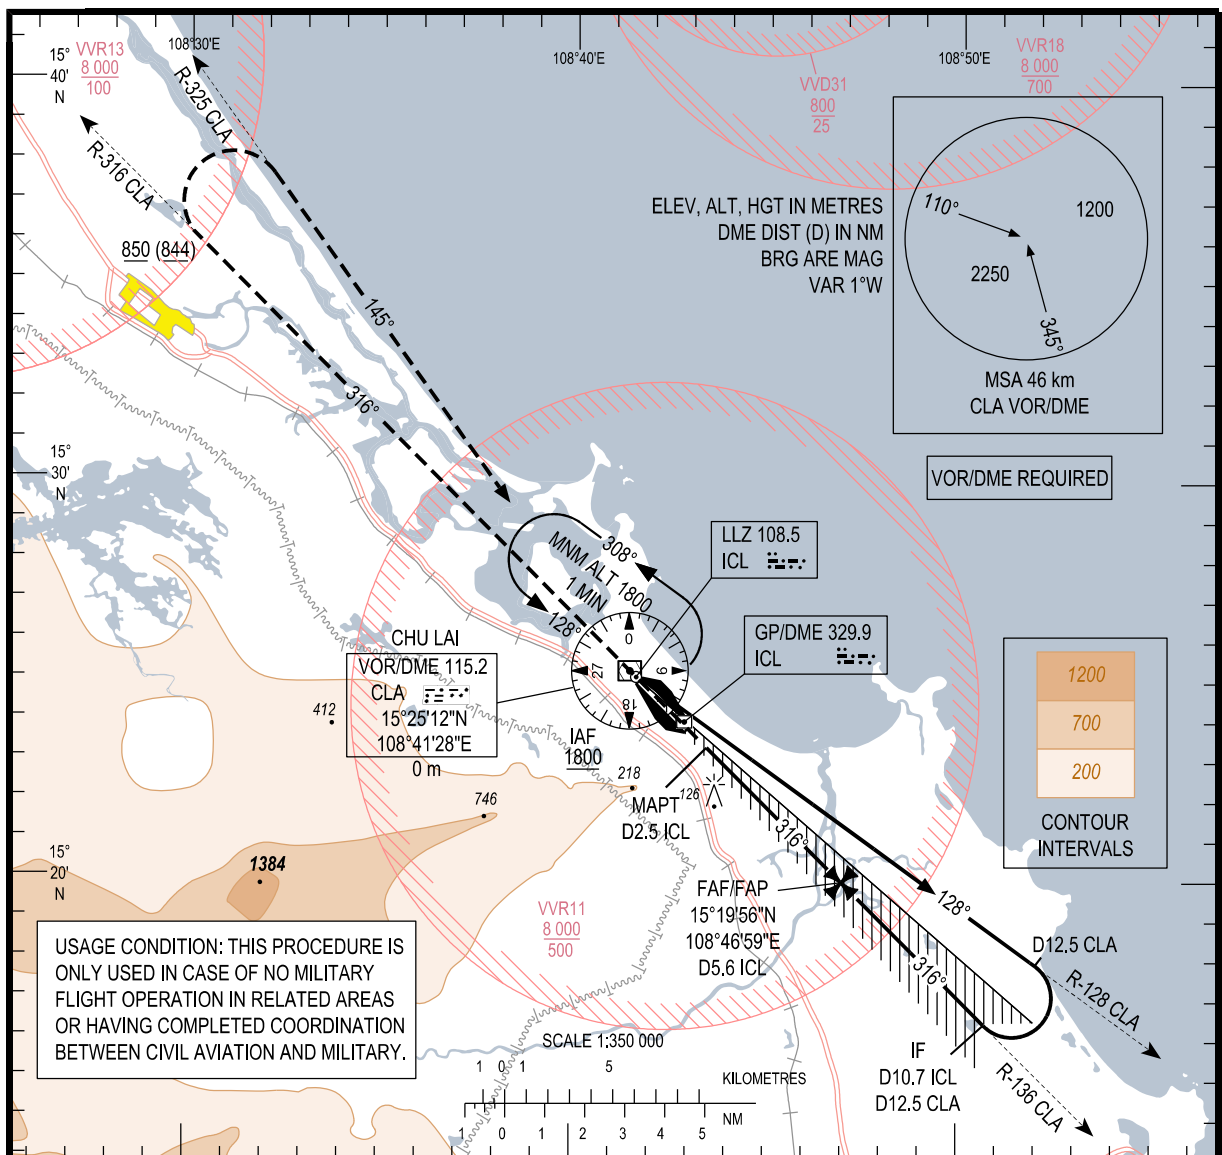 108°30'E
108°40'E
108°50'E
15°
40'
N
VVR13
8 000
100
VVD31
800
25
VVR18
8 000
700
R-325 CLA
R-316 CLA
850 (844)
ELEV, ALT, HGT IN METRES
DME DIST (D) IN NM
BRG ARE MAG
VAR 1°W
110°
1200
2250
345°
MSA 46 km
CLA VOR/DME
145°
316°
15°
30'
N
VOR/DME REQUIRED
LLZ 108.5
ICL
308°
MNM ALT 1800
1 MIN
128°
GP/DME 329.9
ICL
0
9
18
27
CHU LAI
VOR/DME 115.2
CLA
15°25'12"N
108°41'28"E
0 m
412
IAF
1800
218
126
746
MAPT
D2.5 ICL
316°
1200
700
200
CONTOUR
INTERVALS
15°
20'
N
1384
FAF/FAP
15°19'56"N
108°46'59"E
D5.6 ICL
128°
316°
VVR11
8 000
500
D12.5 CLA
R-128 CLA
USAGE CONDITION: THIS PROCEDURE IS
ONLY USED IN CASE OF NO MILITARY
FLIGHT OPERATION IN RELATED AREAS
OR HAVING COMPLETED COORDINATION
BETWEEN CIVIL AVIATION AND MILITARY.
IF
D10.7 ICL
D12.5 CLA
R-136 CLA
SCALE 1:350 000
1 0 1 5
KILOMETRES
NM
1 0 1 2 3 4 5